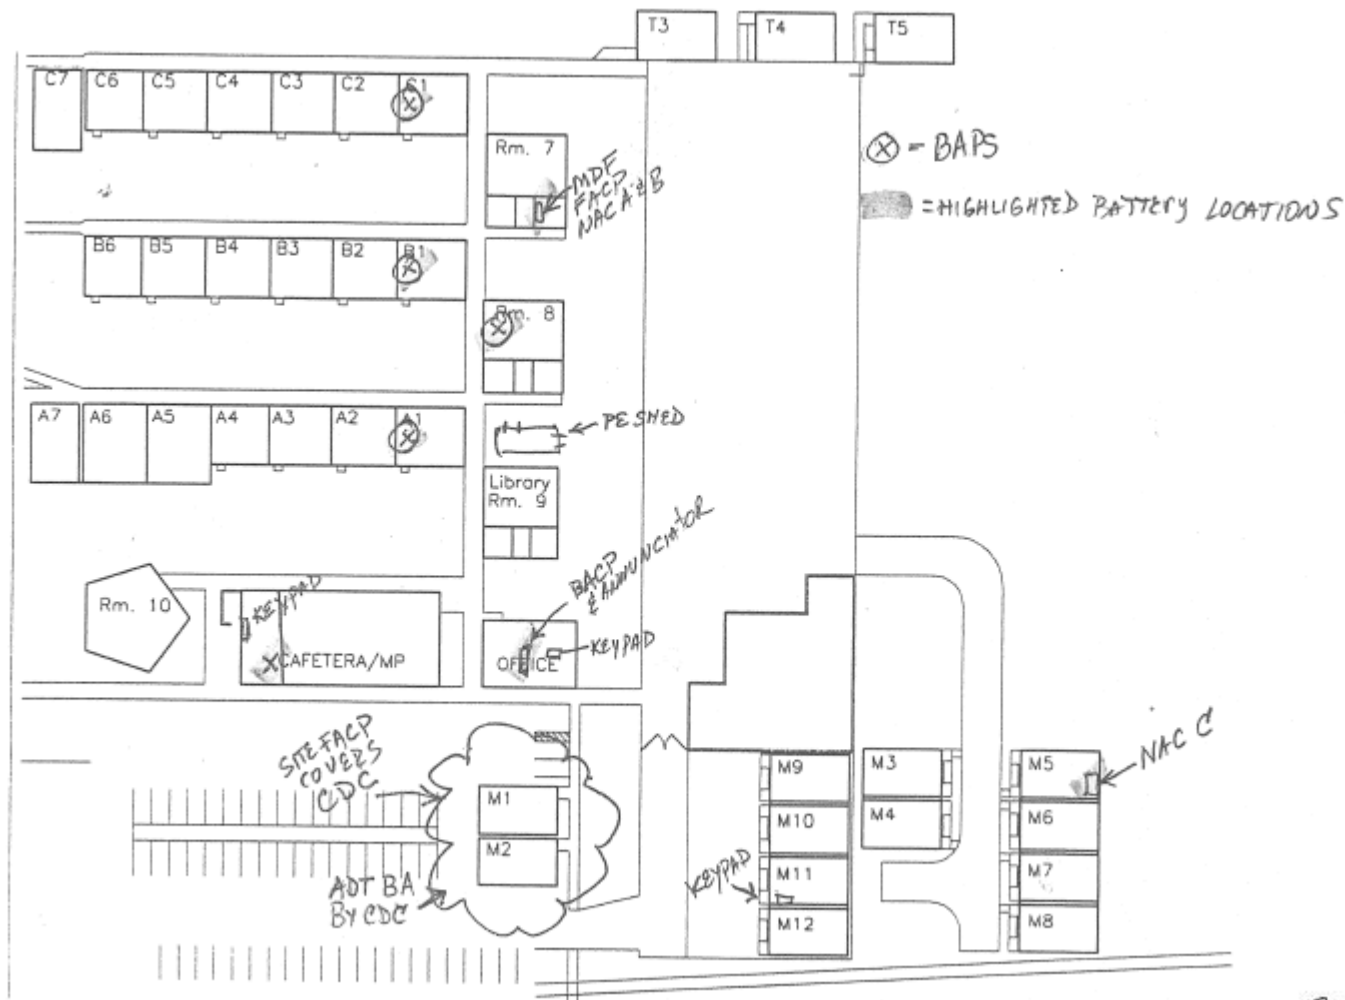 T3
T4
T5
C7
C6
C5
C4
C3
C2
C1
Rm. 7
MDF
FACP
NAC A & B
= BAPS
= HIGHLIGHTED BATTERY LOCATIONS
B6
B5
B4
B3
B2
B1
Rm. 8
A7
A6
A5
A4
A3
A2
A1
PE SHED
Library
Rm. 9
BACP
& ANNUNCIATOR
Rm. 10
KEYPAD
CAFETERA/MP
OFFICE
KEYPAD
SITE FACP
COVERS
CDC
M1
M2
ADT BA
BY CDC
M9
M10
M11
M12
KEYPAD
M3
M4
M5
M6
M7
M8
NAC C